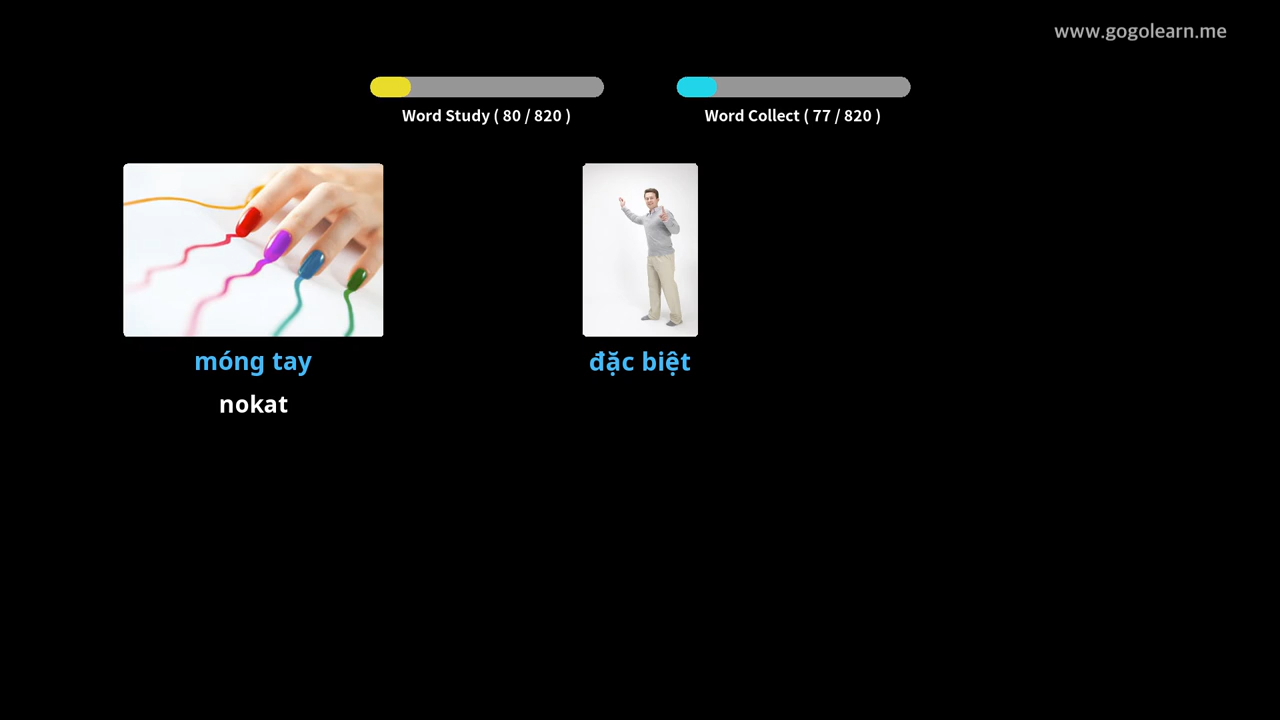 www.gogolearn.me
Word Study ( 80 / 820 )
Word Collect ( 77 / 820 )
móng tay
nokat
đặc biệt